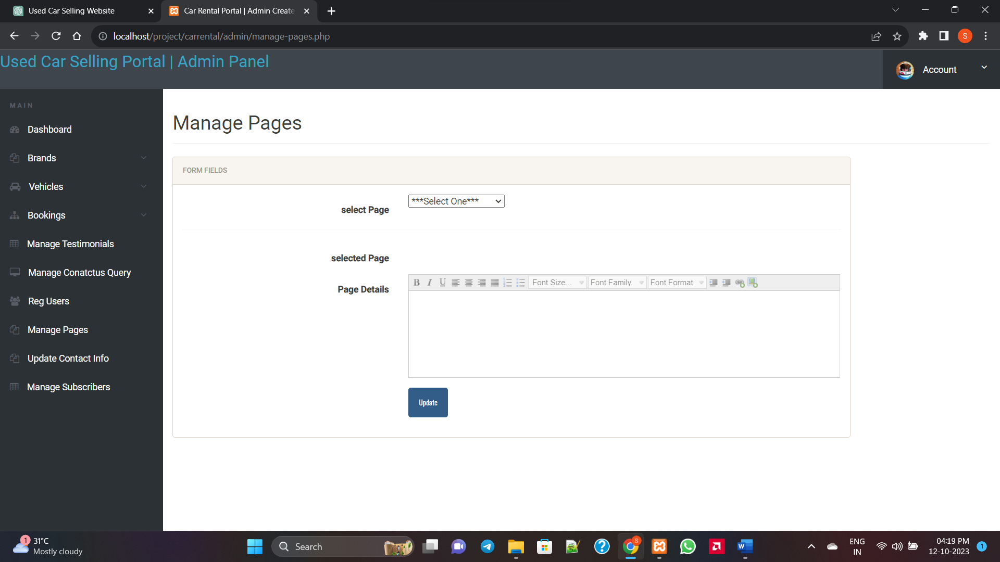 Used Car Selling Website
Car Rental Portal | Admin Create
localhost/project/carrental/admin/manage-pages.php
S
Used Car Selling Portal | Admin Panel
Account
MAIN
Dashboard
Brands
Vehicles
Bookings
Manage Testimonials
Manage Conatctus Query
Reg Users
Manage Pages
Update Contact Info
Manage Subscribers
Manage Pages
FORM FIELDS
select Page
***Select One***
selected Page
Page Details
B I U Font Size... Font Family. Font Format
Update
1
31°C
Mostly cloudy
Search
S
W
ENG
IN
04:19 PM
12-10-2023
1